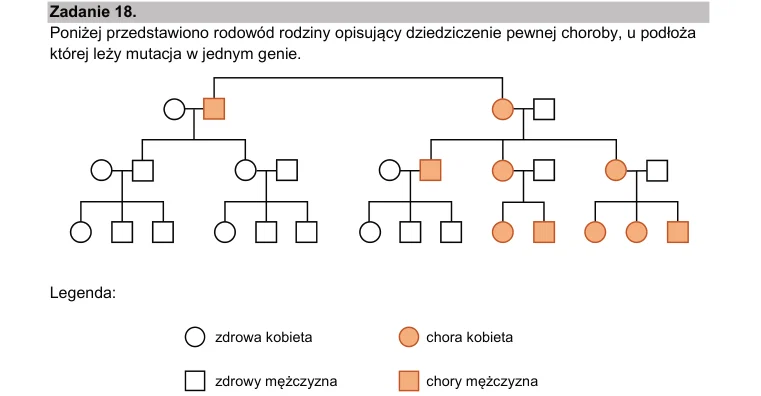 Zadanie 18.
Poniżej przedstawiono rodowód rodziny opisujący dziedziczenie pewnej choroby, u podłoża
której leży mutacja w jednym genie.
Legenda:
zdrowa kobieta
chora kobieta
zdrowy mężczyzna
chory mężczyzna